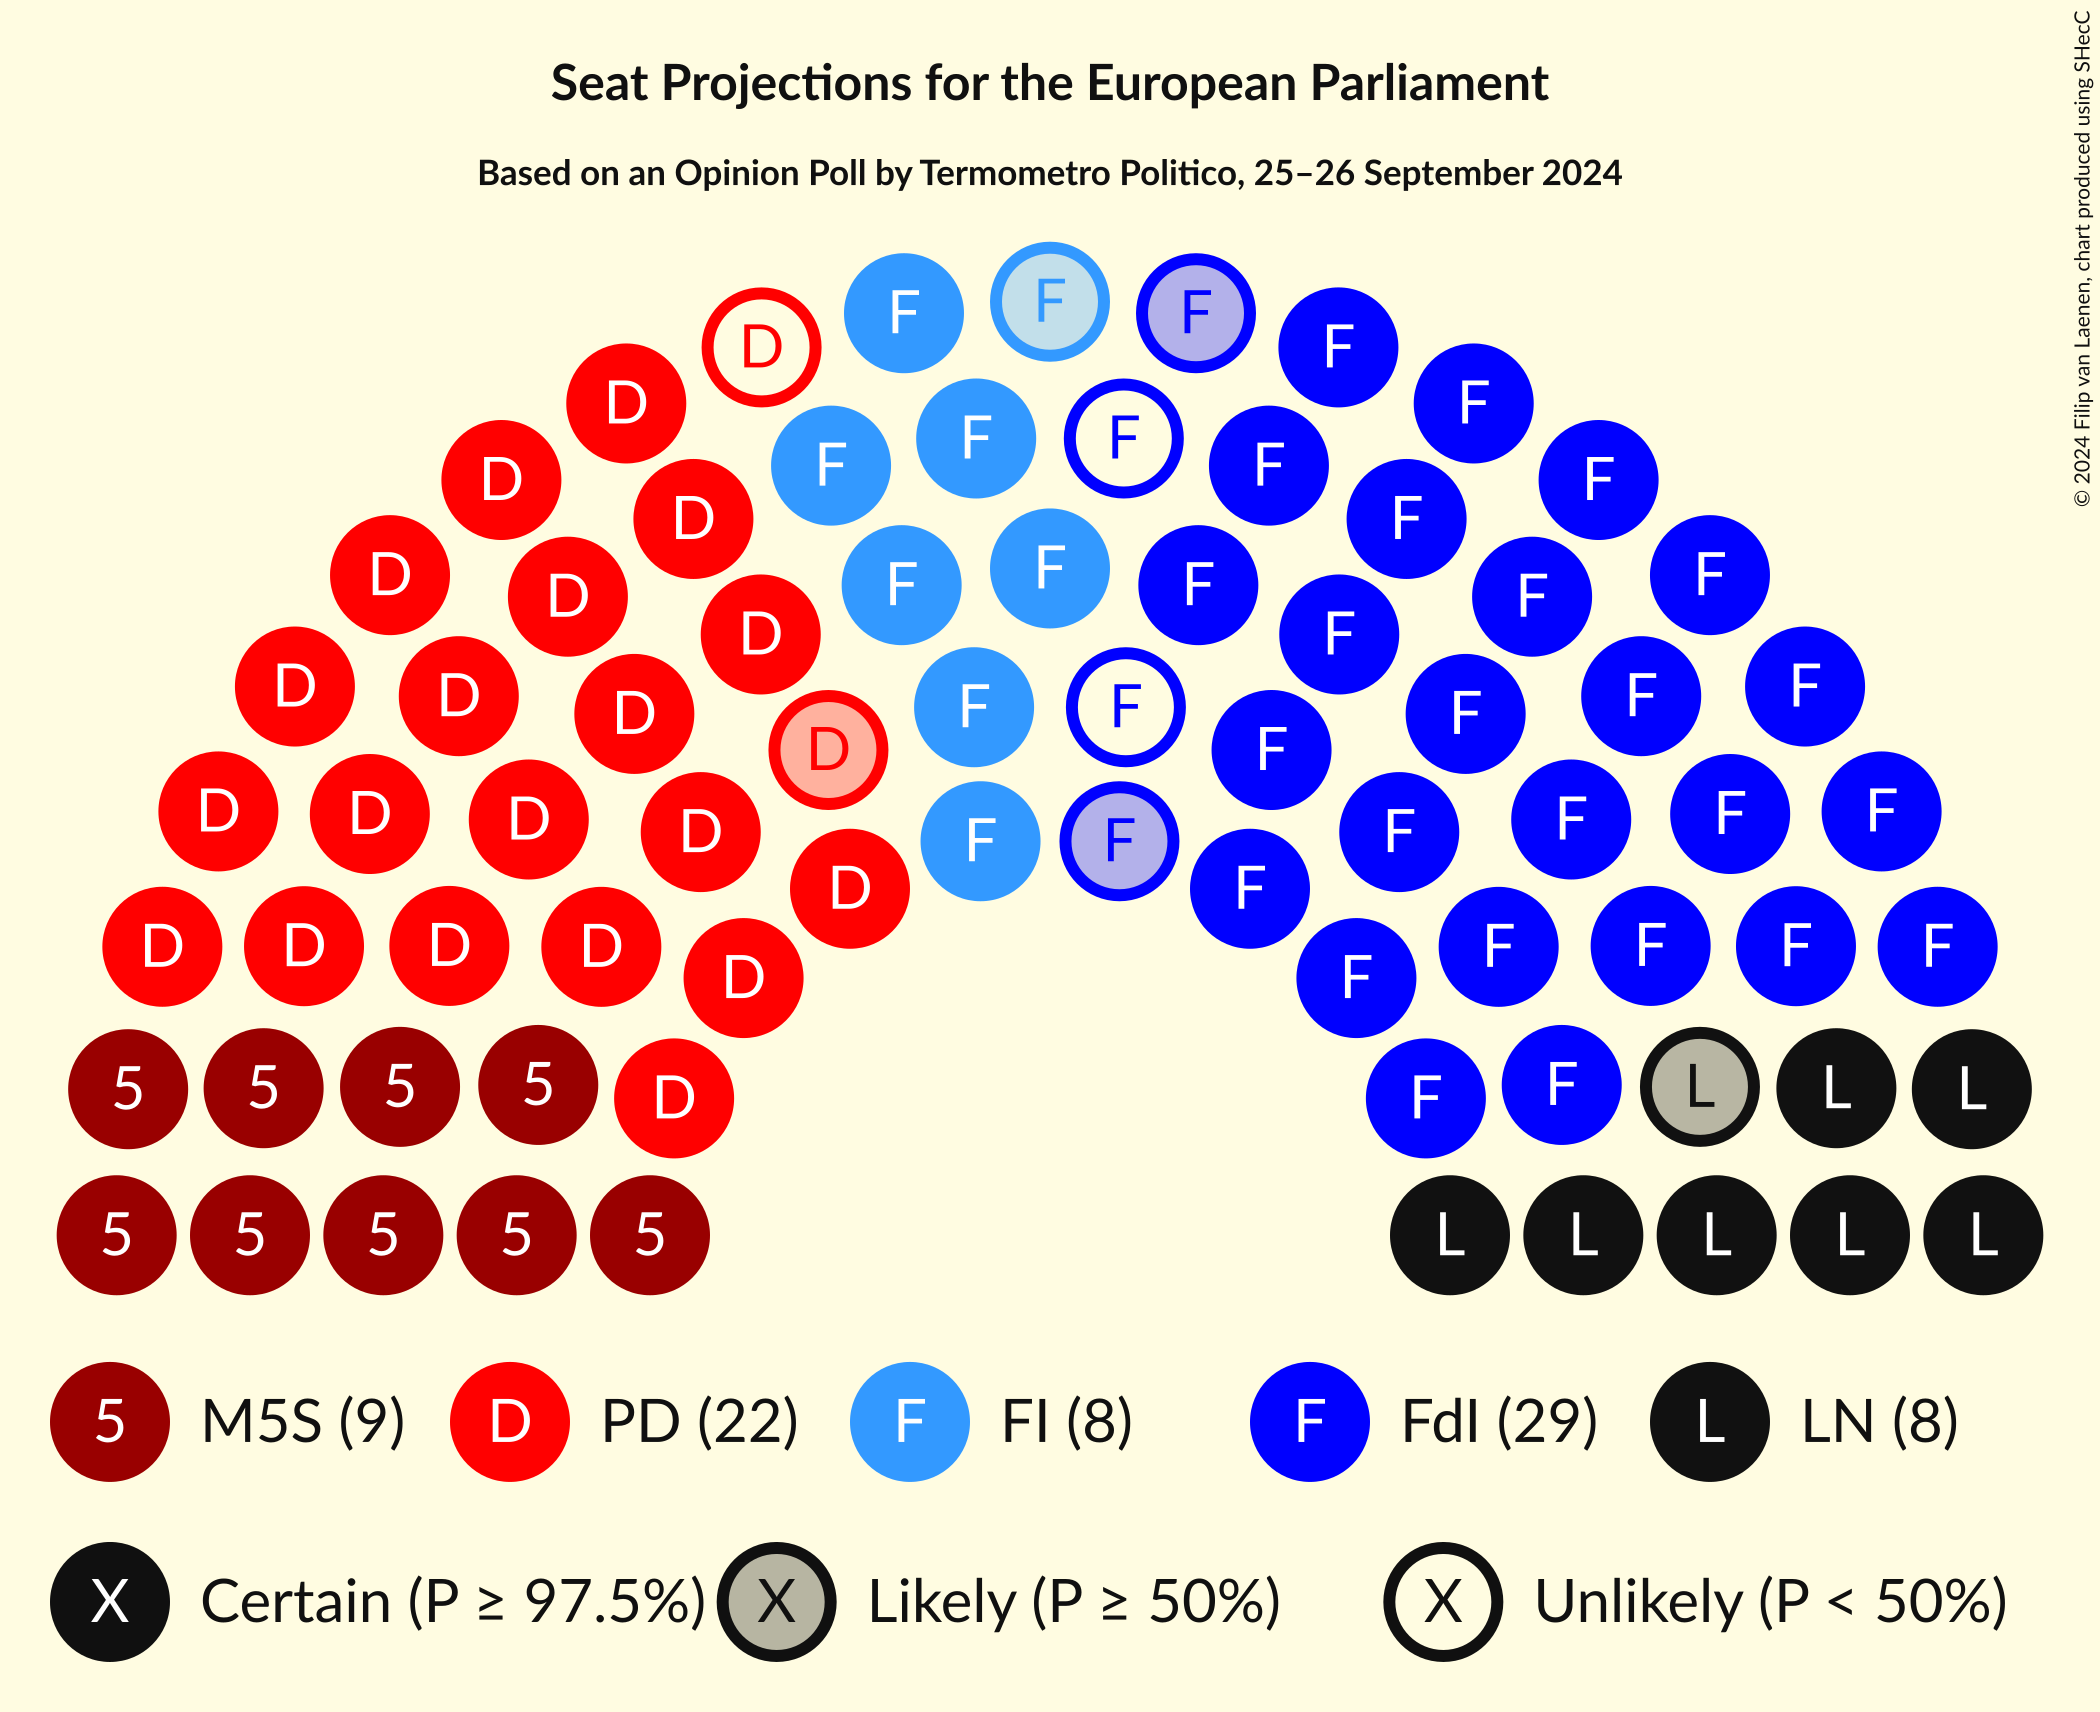 Seat Projections for the European Parliament
Based on an Opinion Poll by Termometro Politico, 25–26 September 2024
© 2024 Filip van Laenen, chart produced using SHecC
F
D F F
D F F
D F F F
D D F F
D F F
D D F F
D D F F
D F F
D D F F
D F F
D D F F
D D F F
D D F F
D D F F
D F F
D D F F
D D D D F F F F
D F
5 5 5 5 F L L L
D F
5 5 5 5 5 L L L L L
5 M5S (9) D PD (22) F FI (8) F FdI (29) L LN (8)
X Certain (P ≥ 97.5%) X Likely (P ≥ 50%) X Unlikely (P < 50%)